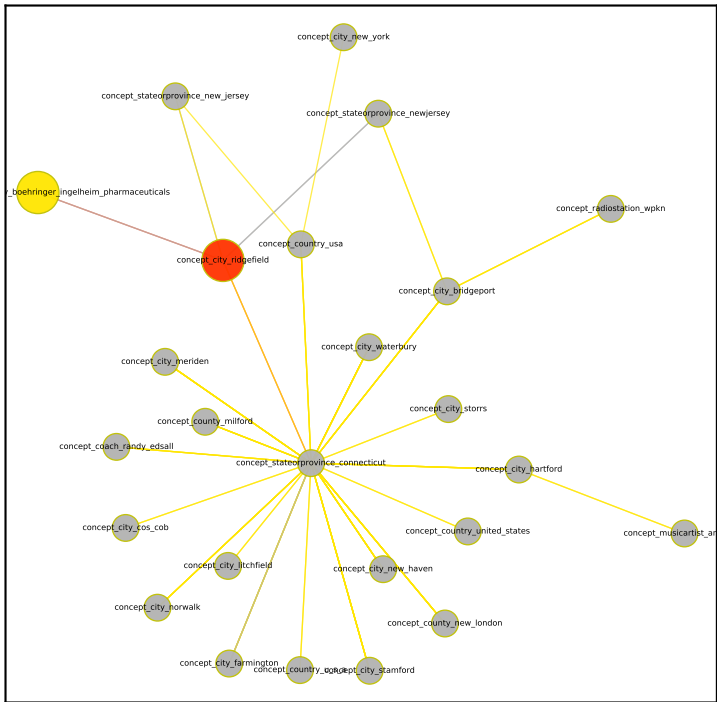 concept_city_new_york
concept_stateorprovince_new_jersey
concept_stateorprovince_newjersey
y_boehringer_ingelheim_pharmaceuticals
concept_radiostation_wpkn
concept_country_usa
concept_city_ridgefield
concept_city_bridgeport
concept_city_waterbury
concept_city_meriden
concept_city_storrs
concept_county_milford
concept_coach_randy_edsall
concept_stateorprovince_connecticut
concept_city_hartford
concept_city_cos_cob
concept_country_united_states
concept_musicartist_ar
concept_city_litchfield
concept_city_new_haven
concept_city_norwalk
concept_county_new_london
concept_city_farmington
concept_city_stamford